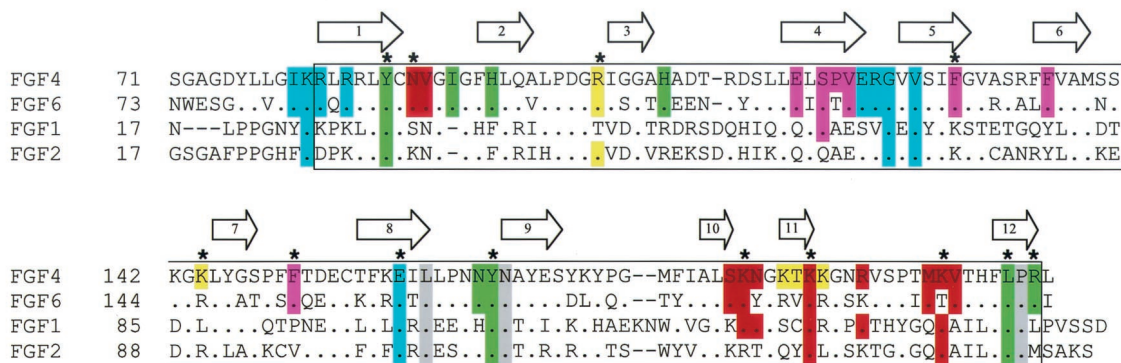 1 2 3 4 5 6
* * * *
FGF4 71 SGAGDYLLGIKRLRRLYCNVGIGFHLQALPDGRIGGAHADT-RDSLLELSPVERGVVSIFGVASRFFVAMSS
FGF6 73 NWESG..V....Q..............V......S.T.EEN-.Y....I.T...........R.AL....N.
FGF1 17 N---LPPGNY.KPKL...SN.-.HF.RI....TVD.TRDRSDQHIQ.Q..AESV.E.Y.KSTETGQYL..DT
FGF2 17 GSGAFPPGHF.DPK....KN.-..F.RIH....VD.VREKSD.HIK.Q.QAE.......K..CANRYL..KE
7 8 9 10 11 12
* * * * * * * * *
FGF4 142 KGKLYGSPFFTDECTFKEILLPNNYNAYESYKYPG--MFIALSKNGKTKKGNRVSPTMKVTHFLPRL
FGF6 144 ..R..AT.S.QE..K.R.T...........DL.Q.--TY.....Y.RV.R.SK...I.T.......I
FGF1 85 D.L....QTPNE..L.L.R.EE.H..T.I.K.HAEKNW.VG.K...SC.R.P.THYGQ.AIL...LPVSSD
FGF2 88 D.R.LA.KCV....F.F.R.ES....T.R.R..TS--WYV..KRT.QY.L.SKTG.GQ.AIL...MSAKS